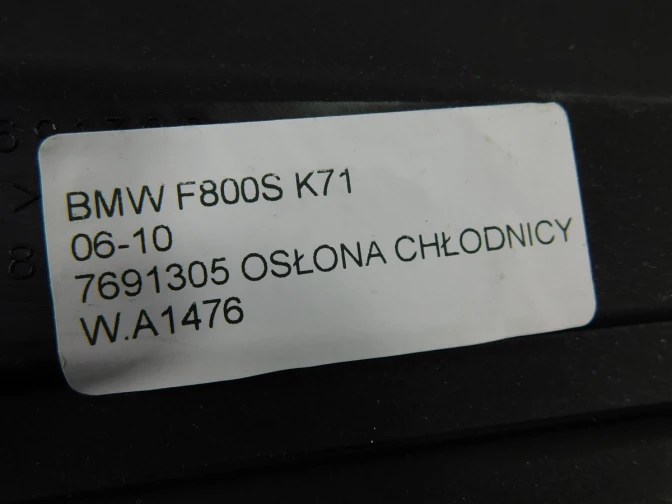 BMW F800S K71
06-10
7691305 OSŁONA CHŁODNICY
W.A1476